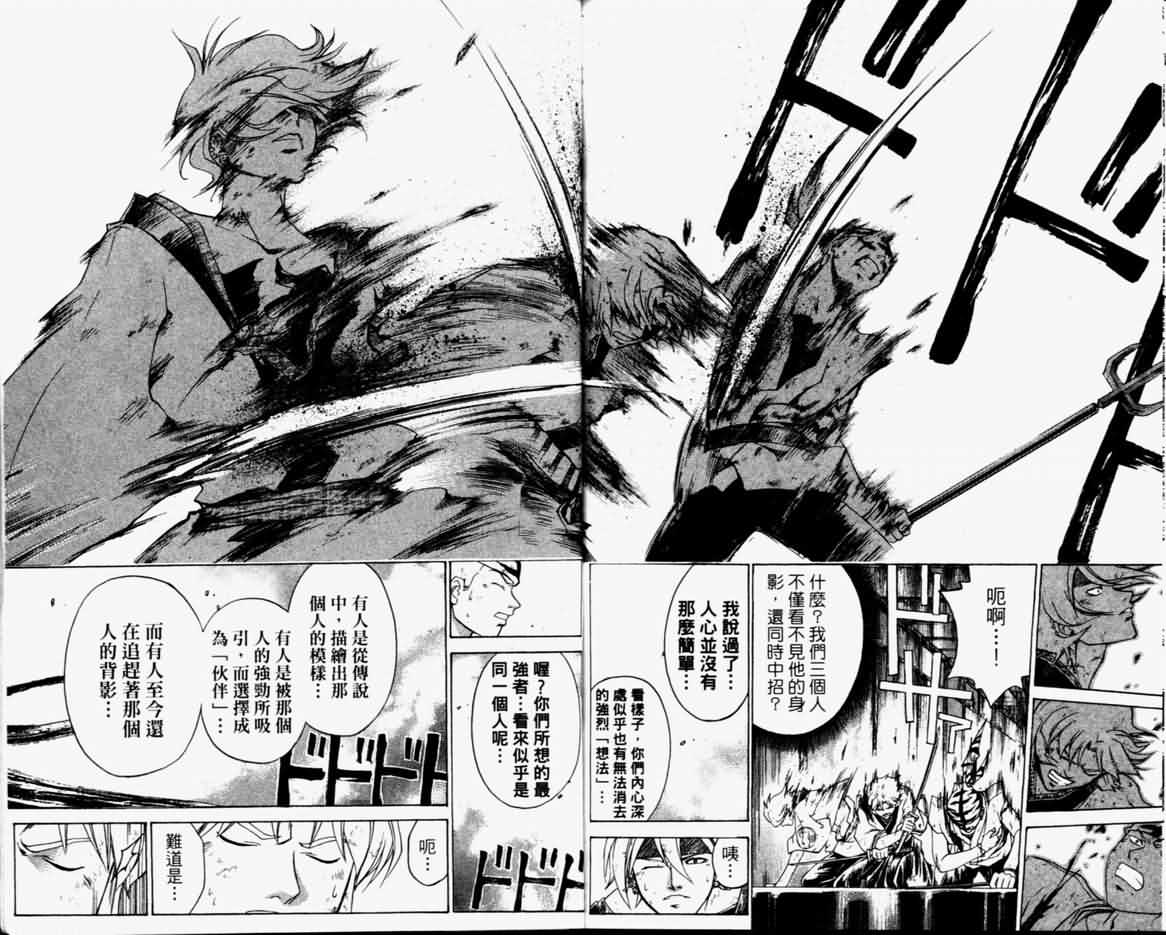 ドドドド
呃啊⋮
什麼？我們三個人
不僅看不見他的身
影，還同時中招？
我說過了⋮
人心並沒有
那麼簡單⋮
看樣子，你們內心深
處似乎也有無法消去
的強烈「想法」⋮
咦⋮
喔？你們所想的最
強者⋮看來似乎是
同一個人呢⋮
ドドド
有人是從傳說
中，描繪出那
個人的模樣⋮
有人是被那個
人的強勁所吸
引，而選擇成
為「伙伴」⋮
而有人至今還
在追趕著那個
人的背影⋮
ドドドド
呃⋮
難道是⋮